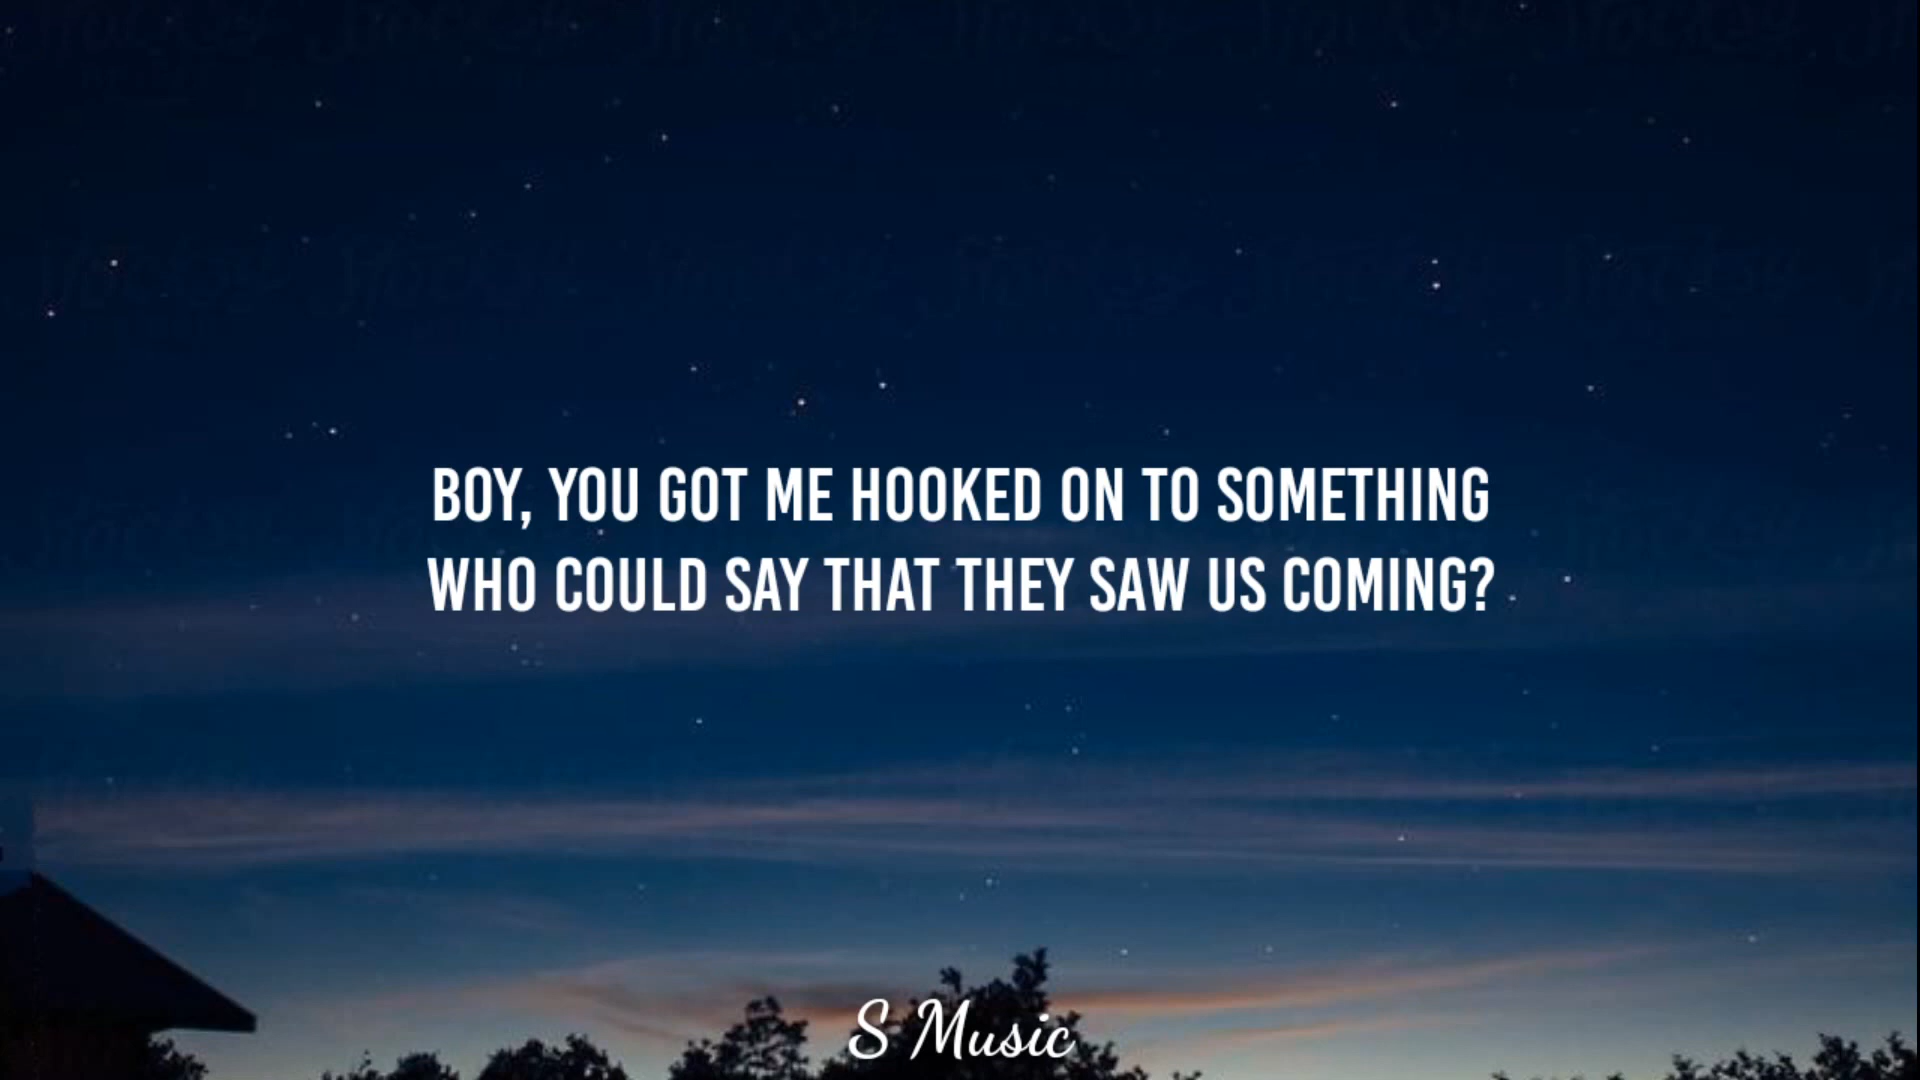 BOY, YOU GOT ME HOOKED ON TO SOMETHING
WHO COULD SAY THAT THEY SAW US COMING?
S Music